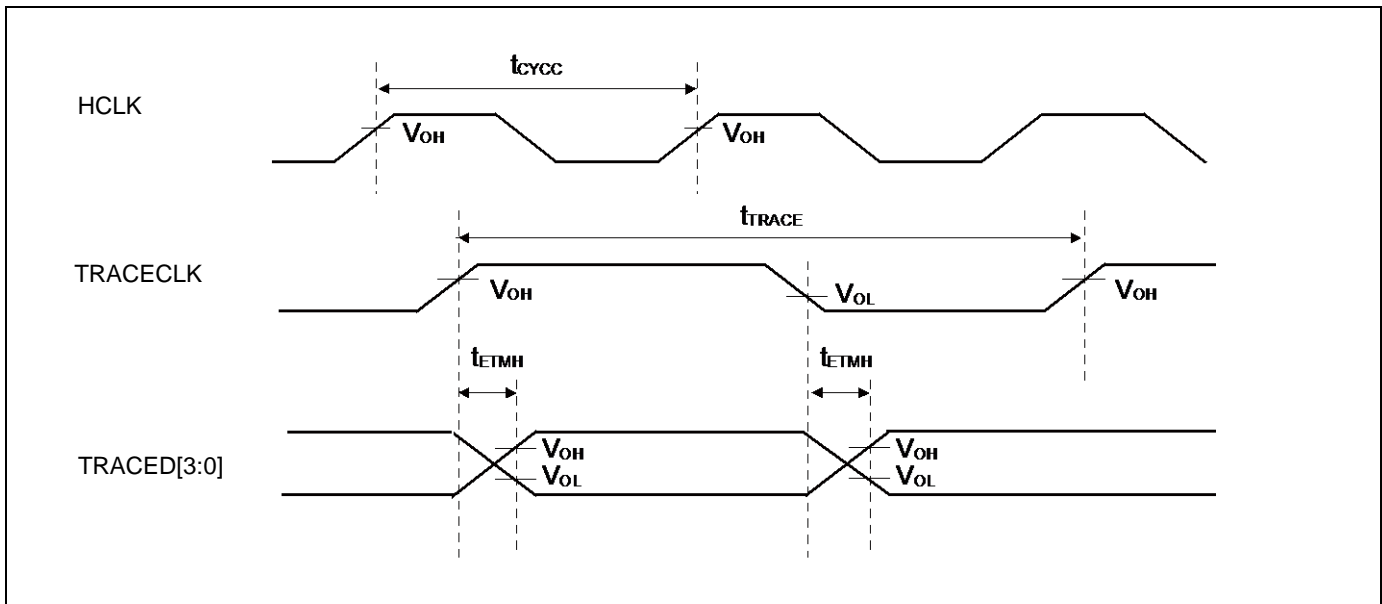 tCYCC
HCLK
VOH VOH
tTRACE
TRACECLK
VOH VOL VOH
tETMH tETMH
TRACED[3:0]
VOH VOH
VOL VOL